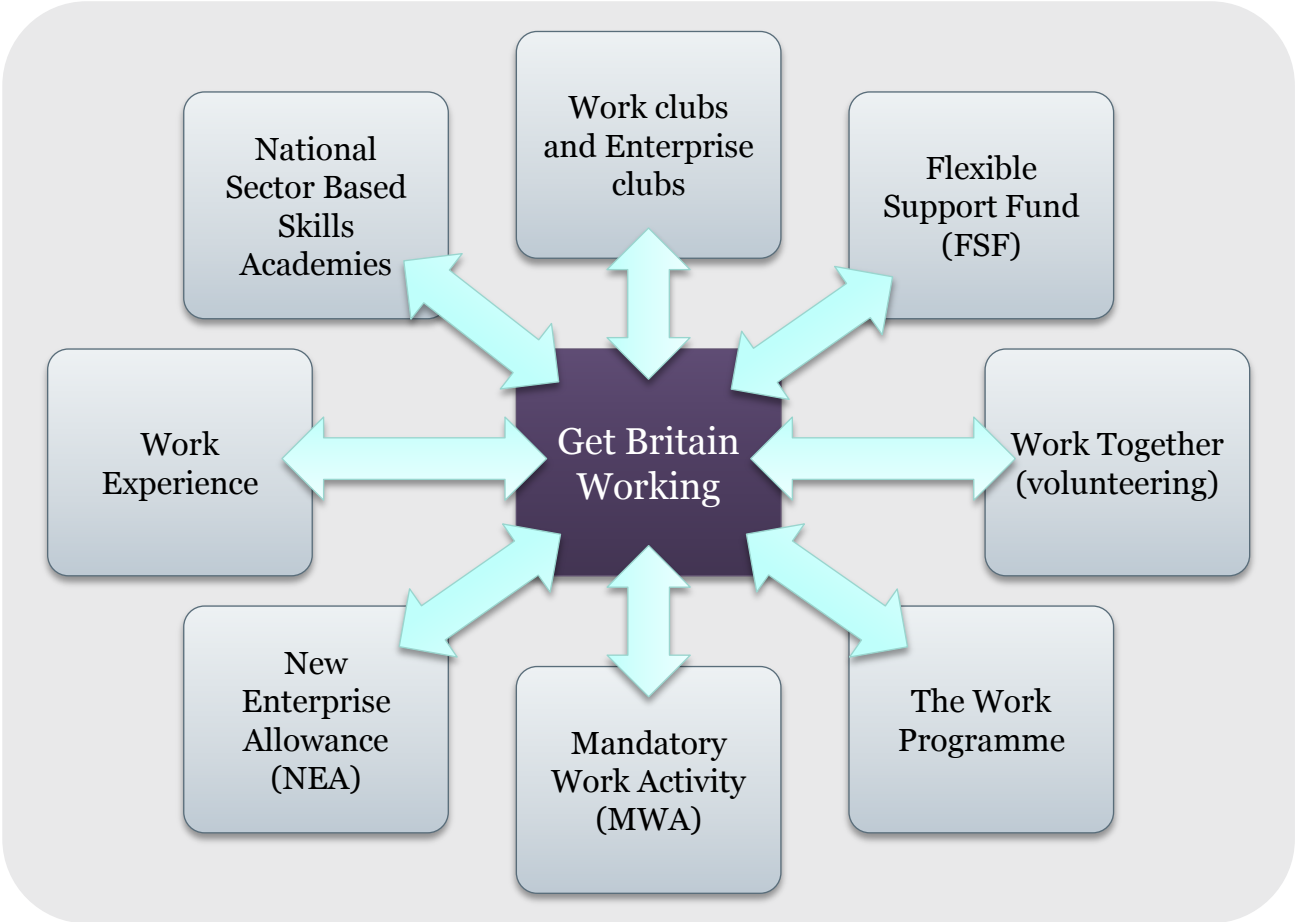 Work clubs
and Enterprise
clubs
National
Sector Based
Skills
Academies
Flexible
Support Fund
(FSF)
Work
Experience
Get Britain
Working
Work Together
(volunteering)
New
Enterprise
Allowance
(NEA)
Mandatory
Work Activity
(MWA)
The Work
Programme